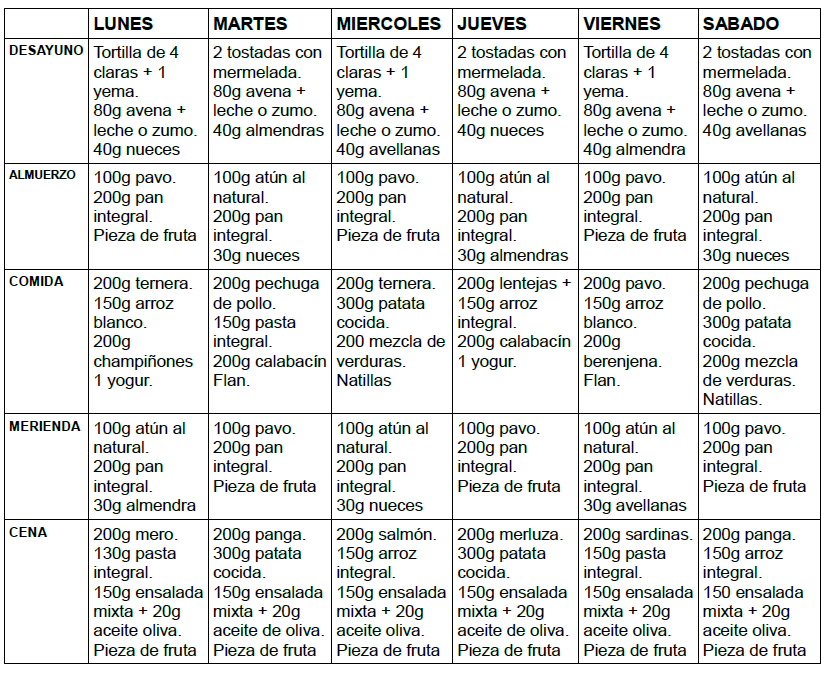 LUNES
MARTES
MIERCOLES
JUEVES
VIERNES
SABADO
DESAYUNO
Tortilla de 4
claras + 1
yema.
80g avena +
leche o zumo.
40g nueces
2 tostadas con
mermelada.
80g avena +
leche o zumo.
40g almendras
Tortilla de 4
claras + 1
yema.
80g avena +
leche o zumo.
40g avellanas
2 tostadas con
mermelada.
80g avena +
leche o zumo.
40g nueces
Tortilla de 4
claras + 1
yema.
80g avena +
leche o zumo.
40g almendra
2 tostadas con
mermelada.
80g avena +
leche o zumo.
40g avellanas
ALMUERZO
100g pavo.
200g pan
integral.
Pieza de fruta
100g atún al
natural.
200g pan
integral.
30g nueces
100g pavo.
200g pan
integral.
Pieza de fruta
100g atún al
natural.
200g pan
integral.
30g almendras
100g pavo.
200g pan
integral.
Pieza de fruta
100g atún al
natural.
200g pan
integral.
30g nueces
COMIDA
200g ternera.
150g arroz
blanco.
200g
champiñones
1 yogur.
200g pechuga
de pollo.
150g pasta
integral.
200g calabacín
Flan.
200g ternera.
300g patata
cocida.
200 mezcla de
verduras.
Natillas
200g lentejas +
150g arroz
integral.
200g calabacín
1 yogur.
200g pavo.
150g arroz
blanco.
200g
berenjena.
Flan.
200g pechuga
de pollo.
300g patata
cocida.
200g mezcla
de verduras.
Natillas.
MERIENDA
100g atún al
natural.
200g pan
integral.
30g almendra
100g pavo.
200g pan
integral.
Pieza de fruta
100g atún al
natural.
200g pan
integral.
30g nueces
100g pavo.
200g pan
integral.
Pieza de fruta
100g atún al
natural.
200g pan
integral.
30g avellanas
100g pavo.
200g pan
integral.
Pieza de fruta
CENA
200g mero.
130g pasta
integral.
150g ensalada
mixta + 20g
aceite oliva.
Pieza de fruta
200g panga.
300g patata
cocida.
150g ensalada
mixta + 20g
aceite de oliva.
Pieza de fruta
200g salmón.
150g arroz
integral.
150g ensalada
mixta + 20g
aceite oliva.
Pieza de fruta
200g merluza.
300g patata
cocida.
150g ensalada
mixta + 20g
aceite de oliva.
Pieza de fruta
200g sardinas.
150g pasta
integral.
150g ensalada
mixta + 20g
aceite oliva.
Pieza de fruta
200g panga.
150g arroz
integral.
150 ensalada
mixta + 20g
aceite oliva.
Pieza de fruta